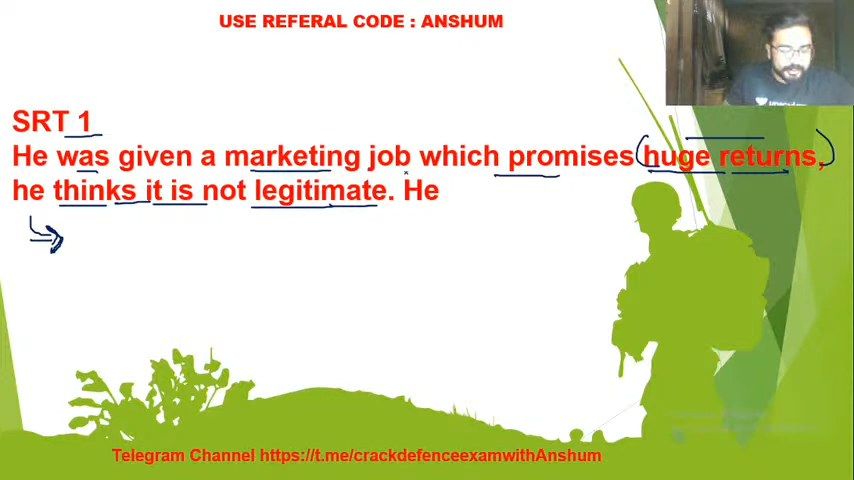 USE REFERAL CODE : ANSHUM
SRT 1
He was given a marketing job which promises huge returns,
he thinks it is not legitimate. He
Telegram Channel https://t.me/crackdefenceexamwithAnshum